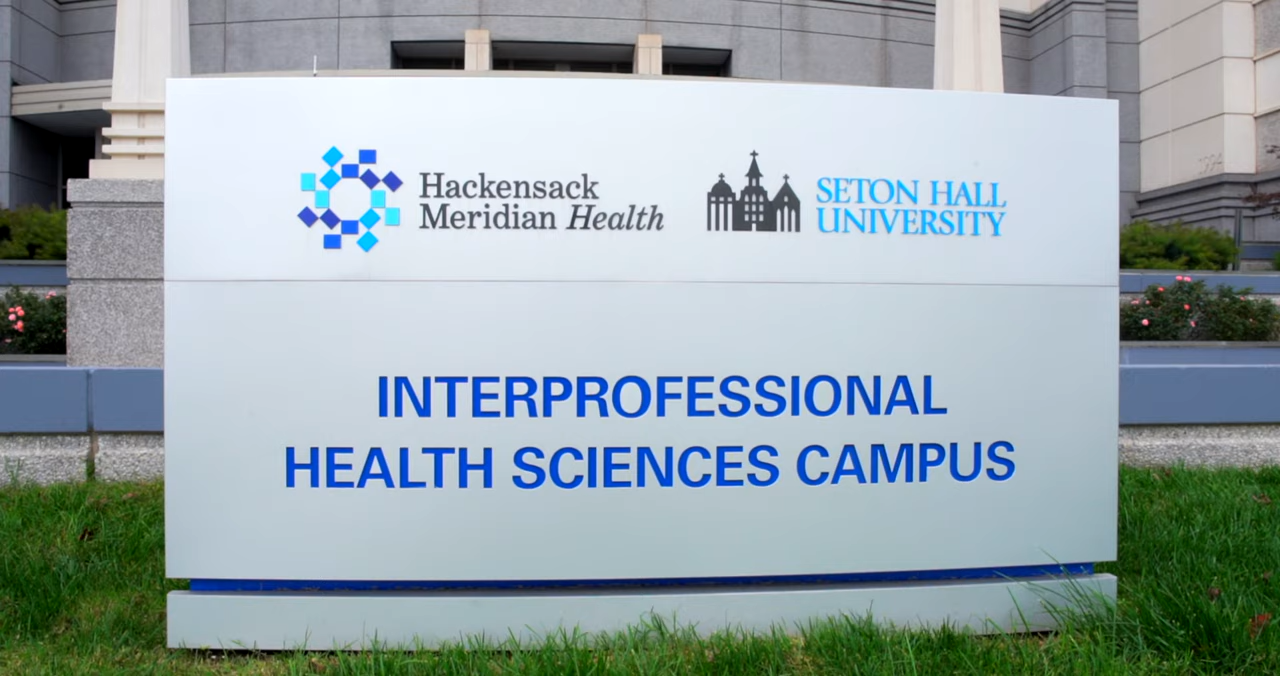 Hackensack
Meridian Health
SETON HALL
UNIVERSITY
INTERPROFESSIONAL
HEALTH SCIENCES CAMPUS